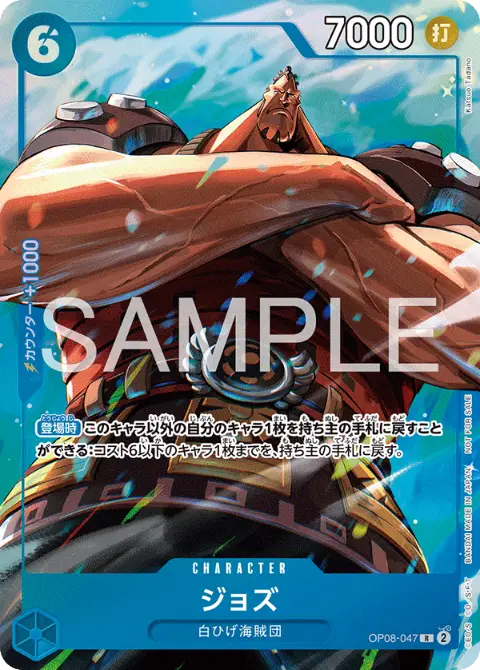 6
7000
打
Katsuo Tadano
カウンター+1000
SAMPLE
登場時 このキャラ以外の自分のキャラ1枚を持ち主の手札に戻すこと
ができる:コスト6以下のキャラ1枚までを、持ち主の手札に戻す。
BANDAI MADE IN JAPAN NOT FOR SALE
CHARACTER
ジョズ
白ひげ海賊団
OP08-047 R 2